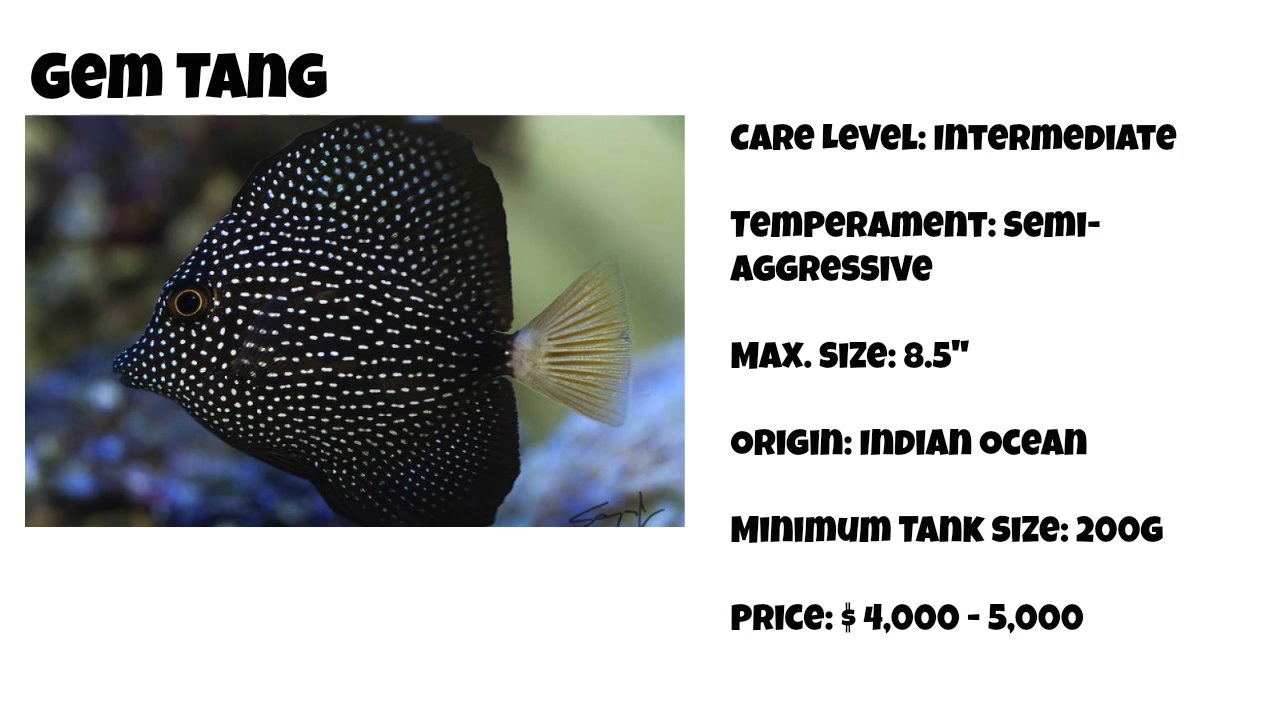 Gem Tang
Care Level: Intermediate
Temperament: Semi-
Aggressive
Max. Size: 8.5"
Origin: Indian Ocean
Minimum Tank Size: 200G
Price: $ 4,000 - 5,000